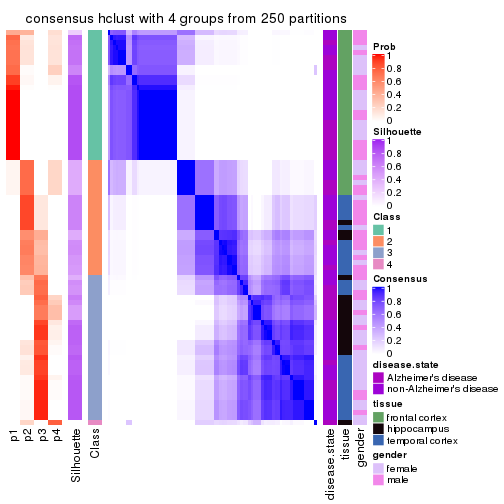 consensus hclust with 4 groups from 250 partitions
Prob
1
0.8
0.6
0.4
0.2
0
Silhouette
1
0.8
0.6
0.4
0.2
0
Class
1
2
3
4
Consensus
1
0.8
0.6
0.4
0.2
0
disease.state
Alzheimer's disease
non-Alzheimer's disease
tissue
frontal cortex
hippocampus
temporal cortex
gender
female
male
p1
p2
p3
p4
Silhouette
Class
disease.state
tissue
gender